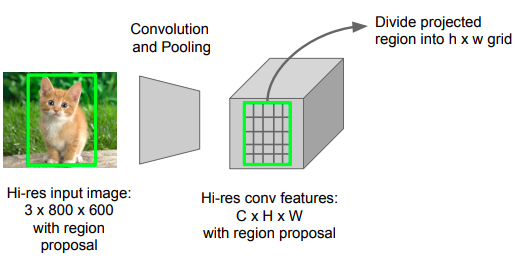 Convolution
and Pooling
Divide projected
region into h x w grid
Hi-res input image:
3 x 800 x 600
with region
proposal
Hi-res conv features:
C x H x W
with region proposal